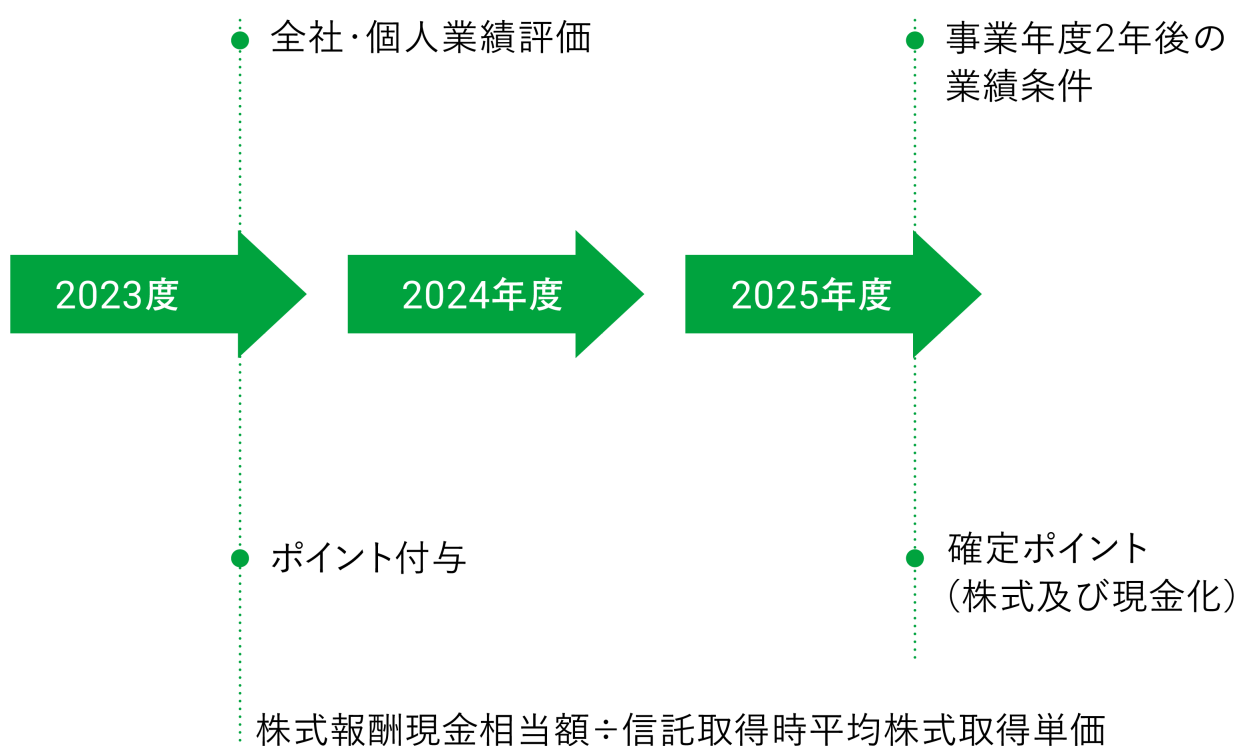 全社・個人業績評価
事業年度2年後の
業績条件
2023度
2024年度
2025年度
ポイント付与
確定ポイント
（株式及び現金化）
株式報酬現金相当額÷信託取得時平均株式取得単価